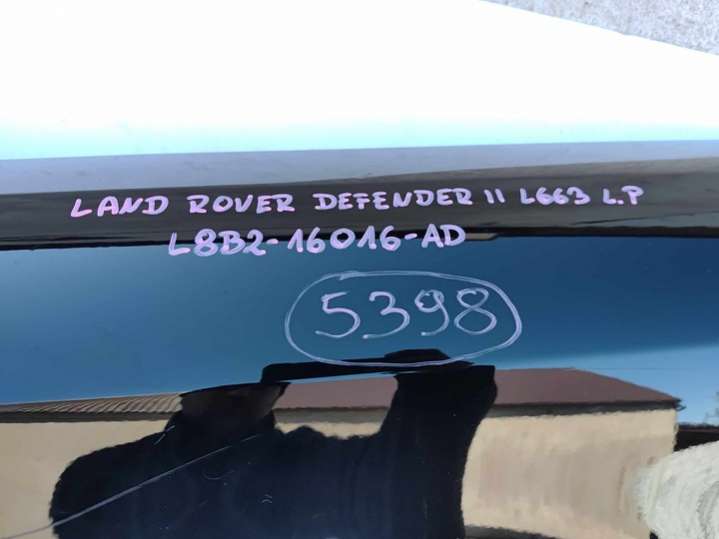 LAND ROVER DEFENDER II L663 L.P
L8B2-16016-AD
5398